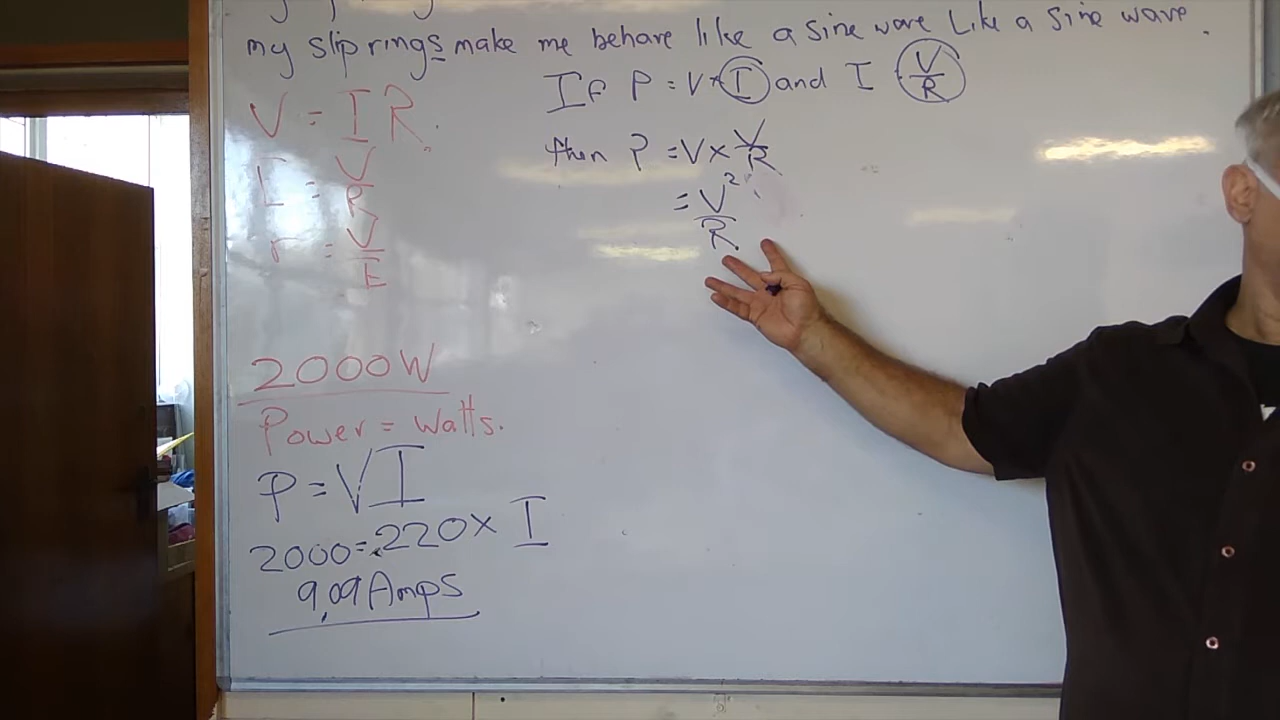 my slip rings make me behave like a sine wave Like a Sine wave.
If P = V × I and I = V/R
then P = V × V/R
= V²/R.
V = I R.
I = V/R
r = V/I
2000W
Power = Watts.
P = VI
2000 = 220 × I
9,09 Amps